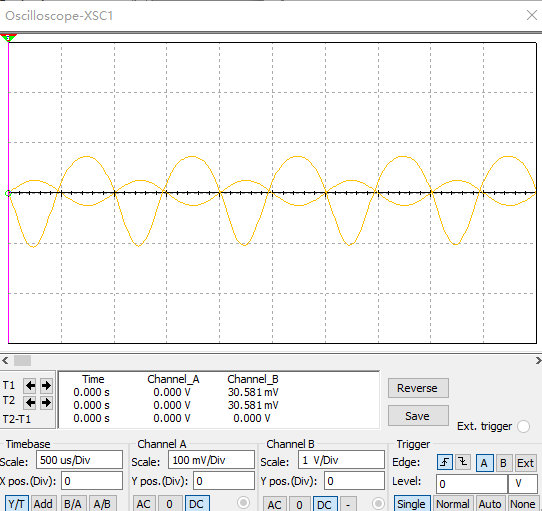 Oscilloscope-XSC1
Time Channel_A Channel_B
T1 0.000 s 0.000 V 30.581 mV
T2 0.000 s 0.000 V 30.581 mV
T2-T1 0.000 s 0.000 V 0.000 V
Reverse
Save
Ext. trigger
Timebase
Scale: 500 us/Div
X pos.(Div): 0
Y/T Add B/A A/B
Channel A
Scale: 100 mV/Div
Y pos.(Div): 0
AC 0 DC
Channel B
Scale: 1 V/Div
Y pos.(Div): 0
AC 0 DC -
Trigger
Edge: A B Ext
Level: 0 V
Single Normal Auto None